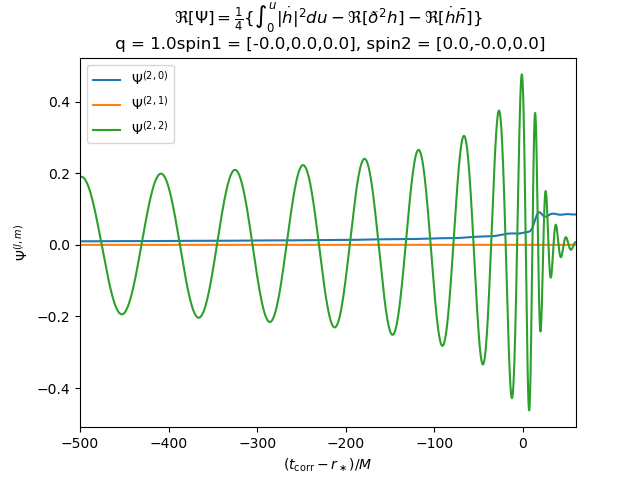 ℜ[Ψ] = 1/4 {∫₀ᵘ |ḣ|²du − ℜ[ð²h] − ℜ[ḣh̄]}
q = 1.0spin1 = [-0.0,0.0,0.0], spin2 = [0.0,-0.0,0.0]
Ψ⁽ˡ,ᵐ⁾
0.4
0.2
0.0
−0.2
−0.4
Ψ⁽²,⁰⁾
Ψ⁽²,¹⁾
Ψ⁽²,²⁾
−500
−400
−300
−200
−100
0
(t_corr − r_*)/M